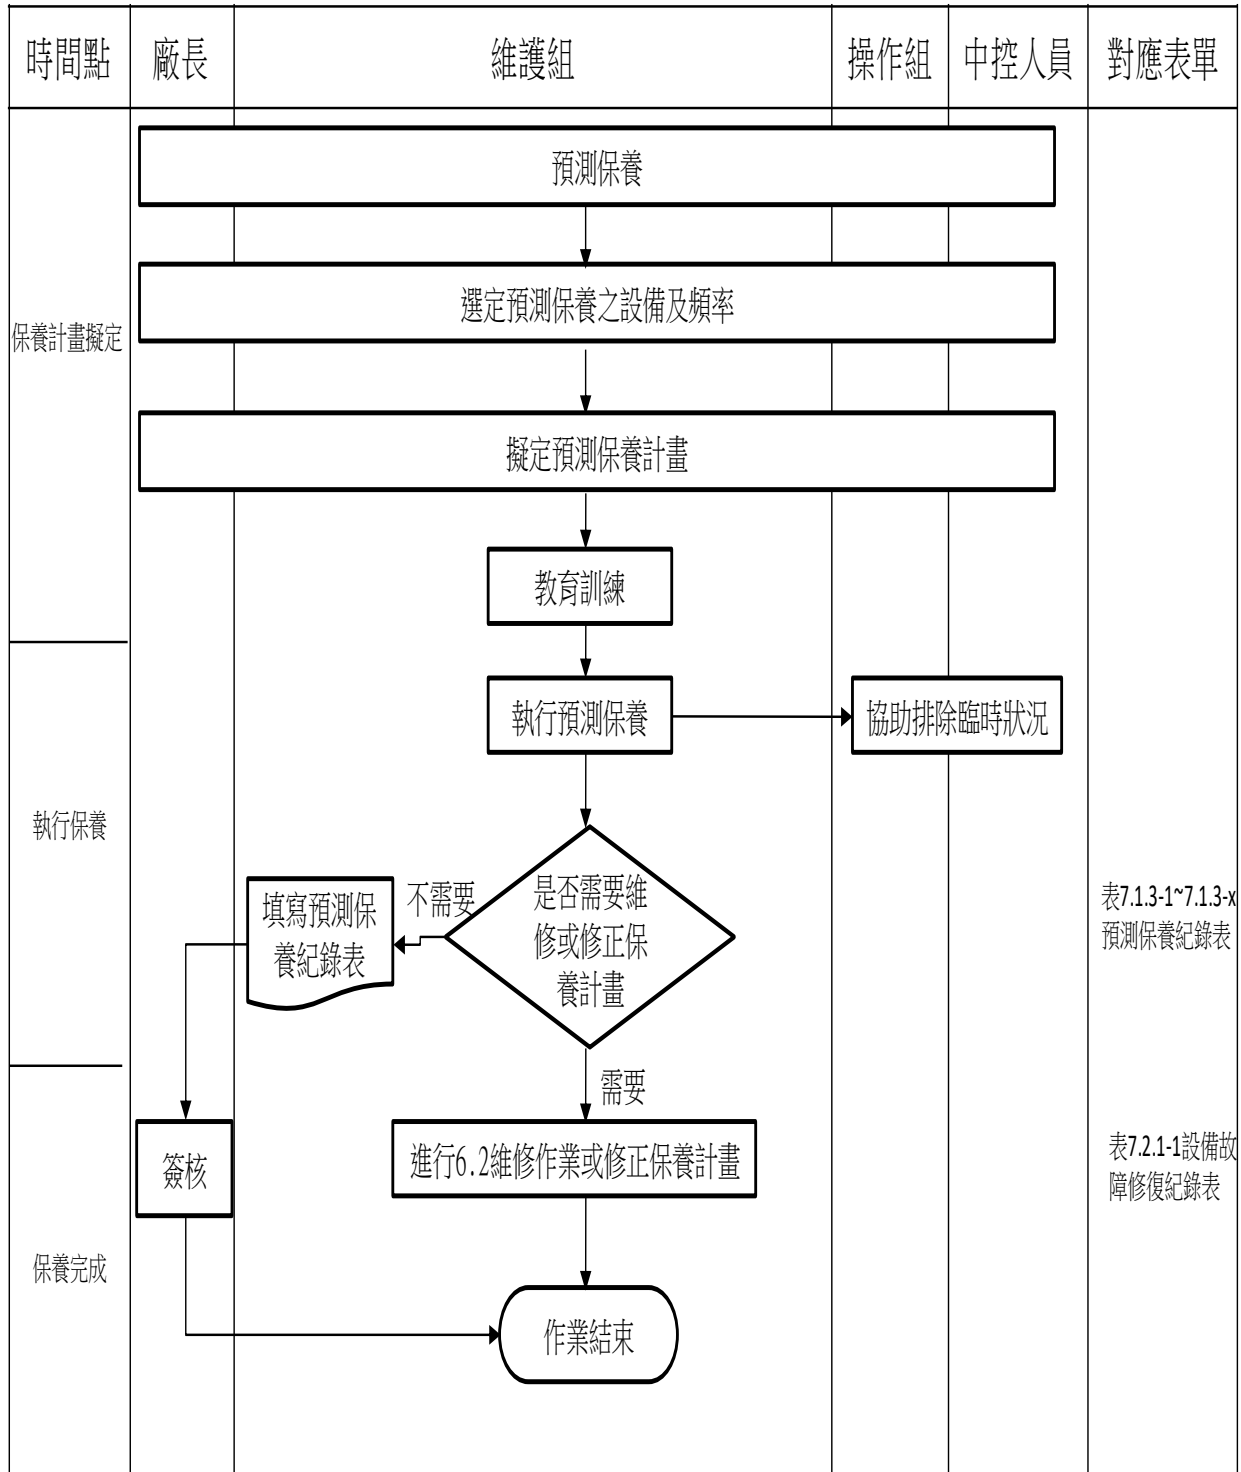 時間點
廠長
維護組
操作組
中控人員
對應表單
預測保養
選定預測保養之設備及頻率
保養計畫擬定
擬定預測保養計畫
教育訓練
執行預測保養
協助排除臨時狀況
執行保養
是否需要維
修或修正保
養計畫
不需要
填寫預測保
養紀錄表
表7.1.3-1~7.1.3-x
預測保養紀錄表
需要
簽核
進行6.2維修作業或修正保養計畫
表7.2.1-1設備故
障修復紀錄表
保養完成
作業結束